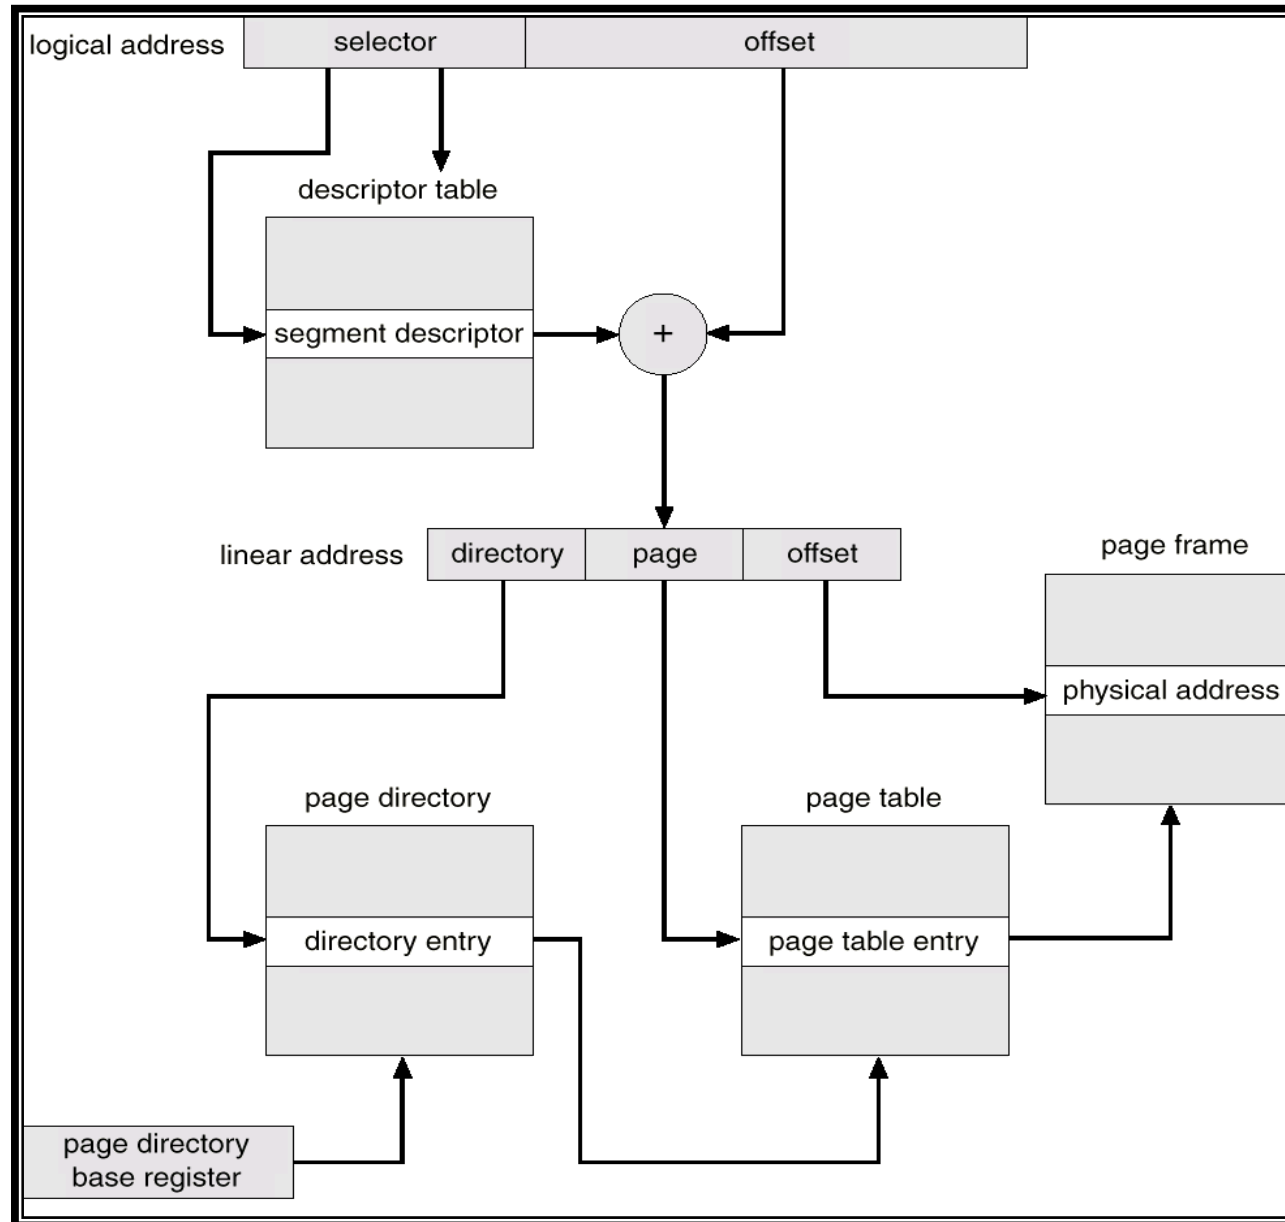 logical address
selector
offset
descriptor table
segment descriptor
+
linear address
directory
page
offset
page frame
physical address
page directory
page table
directory entry
page table entry
page directory
base register